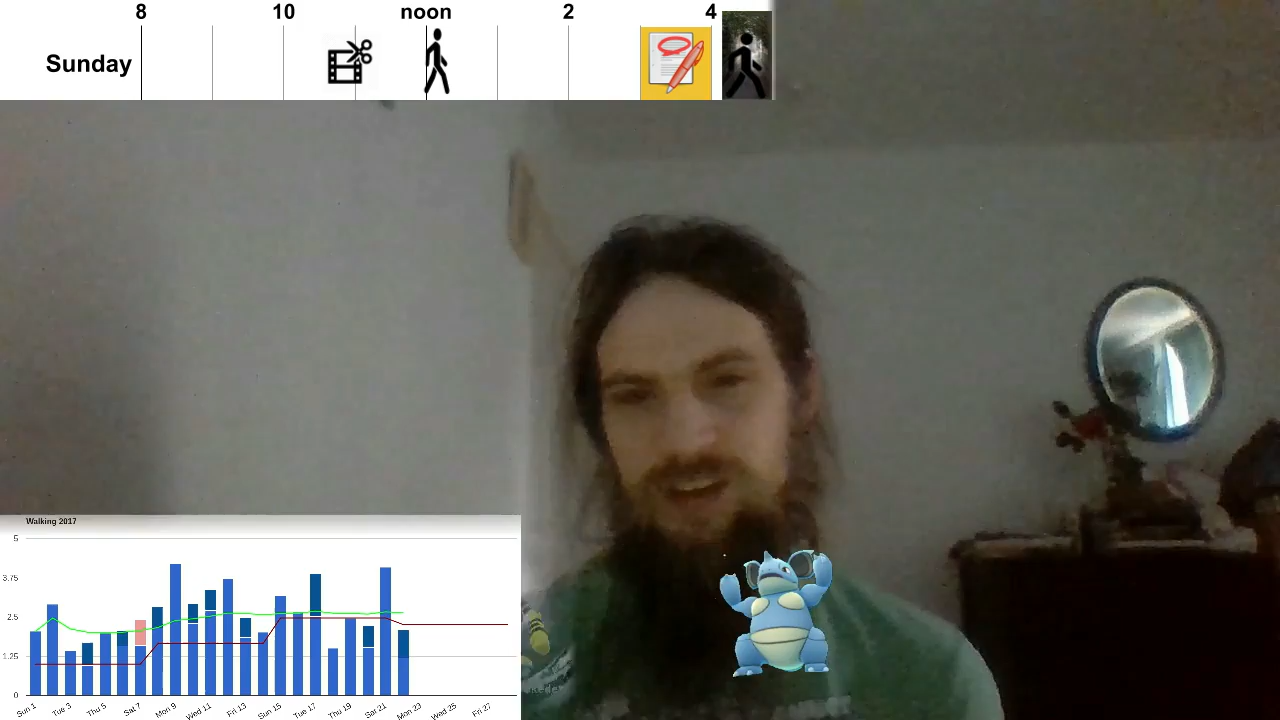 8 10 noon 2 4
Sunday
Walking 2017
5
3.75
2.5
1.25
0
Sun 1 Tue 3 Thu 5 Sat 7 Mon 9 Wed 11 Fri 13 Sun 15 Tue 17 Thu 19 Sat 21 Mon 23 Wed 25 Fri 27